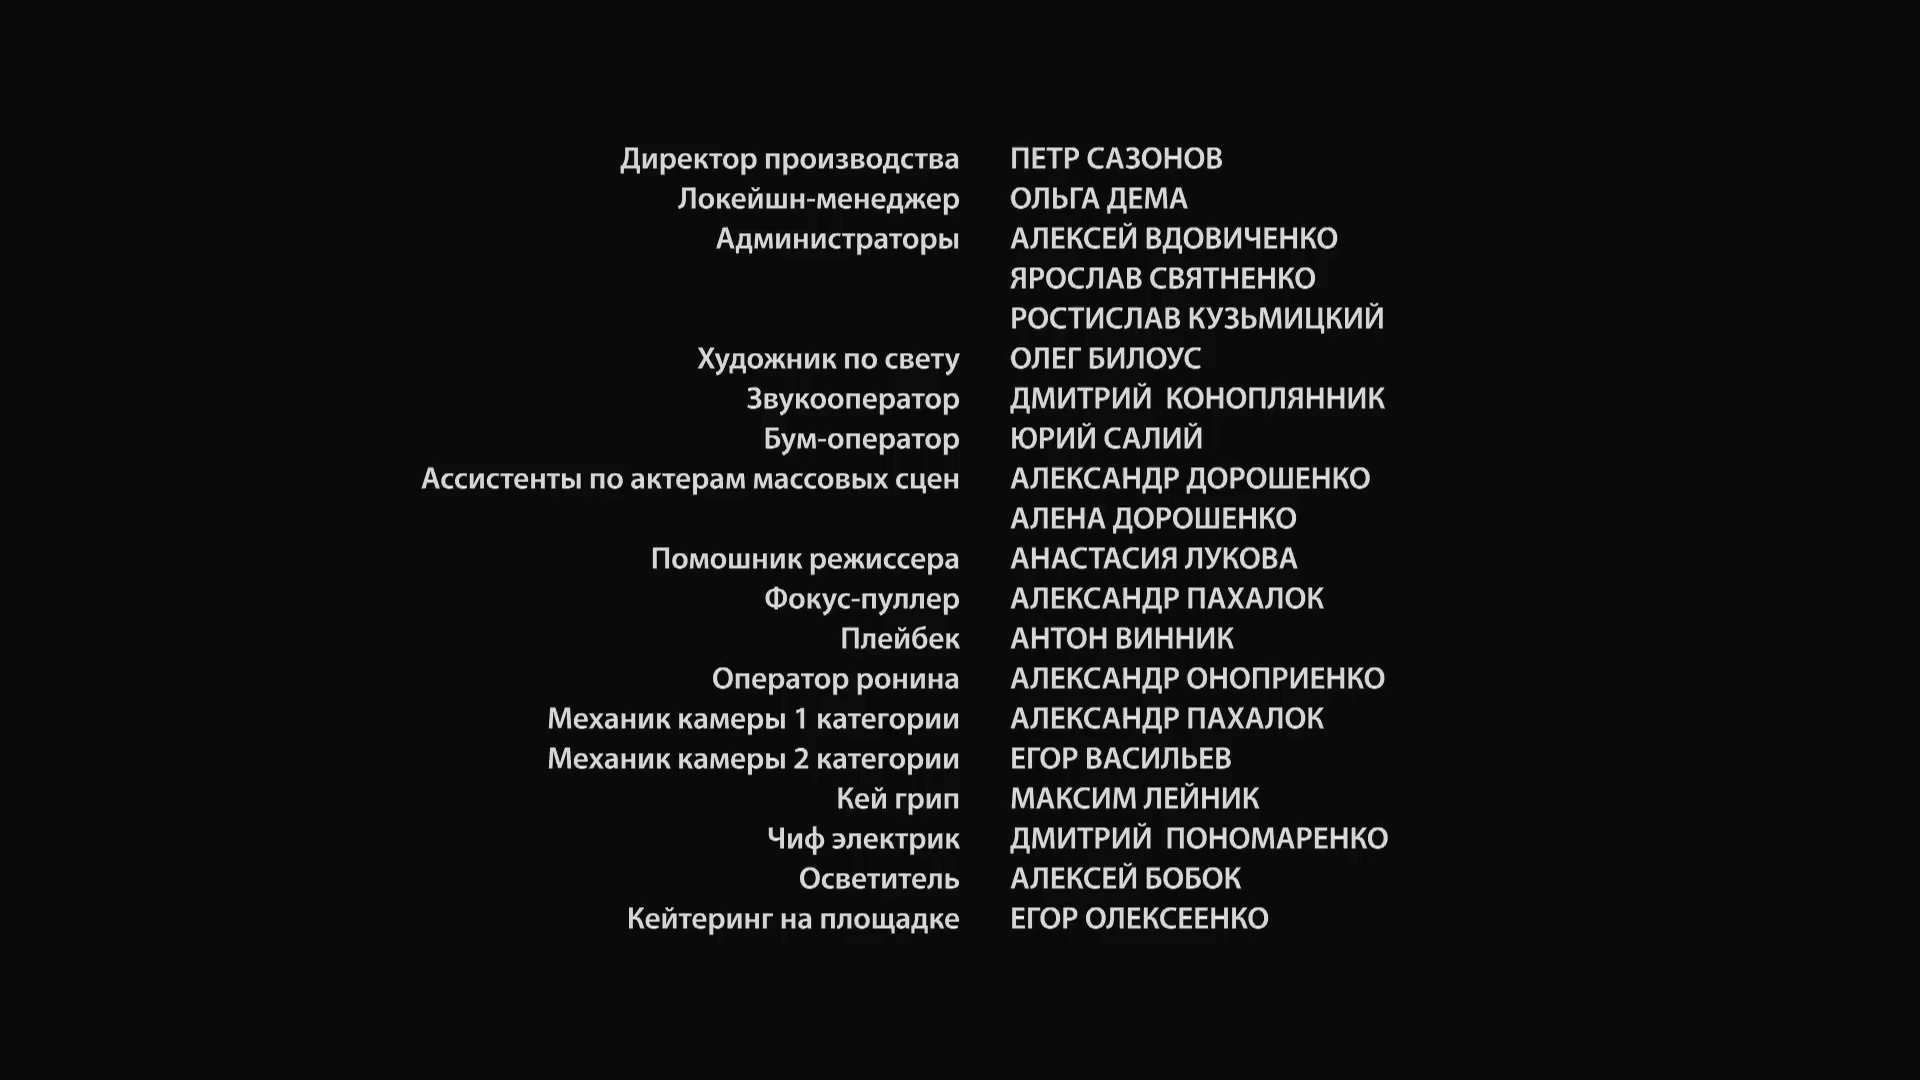 Директор производства ПЕТР САЗОНОВ
Локейшн-менеджер ОЛЬГА ДЕМА
Администраторы АЛЕКСЕЙ ВДОВИЧЕНКО
ЯРОСЛАВ СВЯТНЕНКО
РОСТИСЛАВ КУЗЬМИЦКИЙ
Художник по свету ОЛЕГ БИЛОУС
Звукооператор ДМИТРИЙ КОНОПЛЯННИК
Бум-оператор ЮРИЙ САЛИЙ
Ассистенты по актерам массовых сцен АЛЕКСАНДР ДОРОШЕНКО
АЛЕНА ДОРОШЕНКО
Помошник режиссера АНАСТАСИЯ ЛУКОВА
Фокус-пуллер АЛЕКСАНДР ПАХАЛОК
Плейбек АНТОН ВИННИК
Оператор ронина АЛЕКСАНДР ОНОПРИЕНКО
Механик камеры 1 категории АЛЕКСАНДР ПАХАЛОК
Механик камеры 2 категории ЕГОР ВАСИЛЬЕВ
Кей грип МАКСИМ ЛЕЙНИК
Чиф электрик ДМИТРИЙ ПОНОМАРЕНКО
Осветитель АЛЕКСЕЙ БОБОК
Кейтеринг на площадке ЕГОР ОЛЕКСЕЕНКО